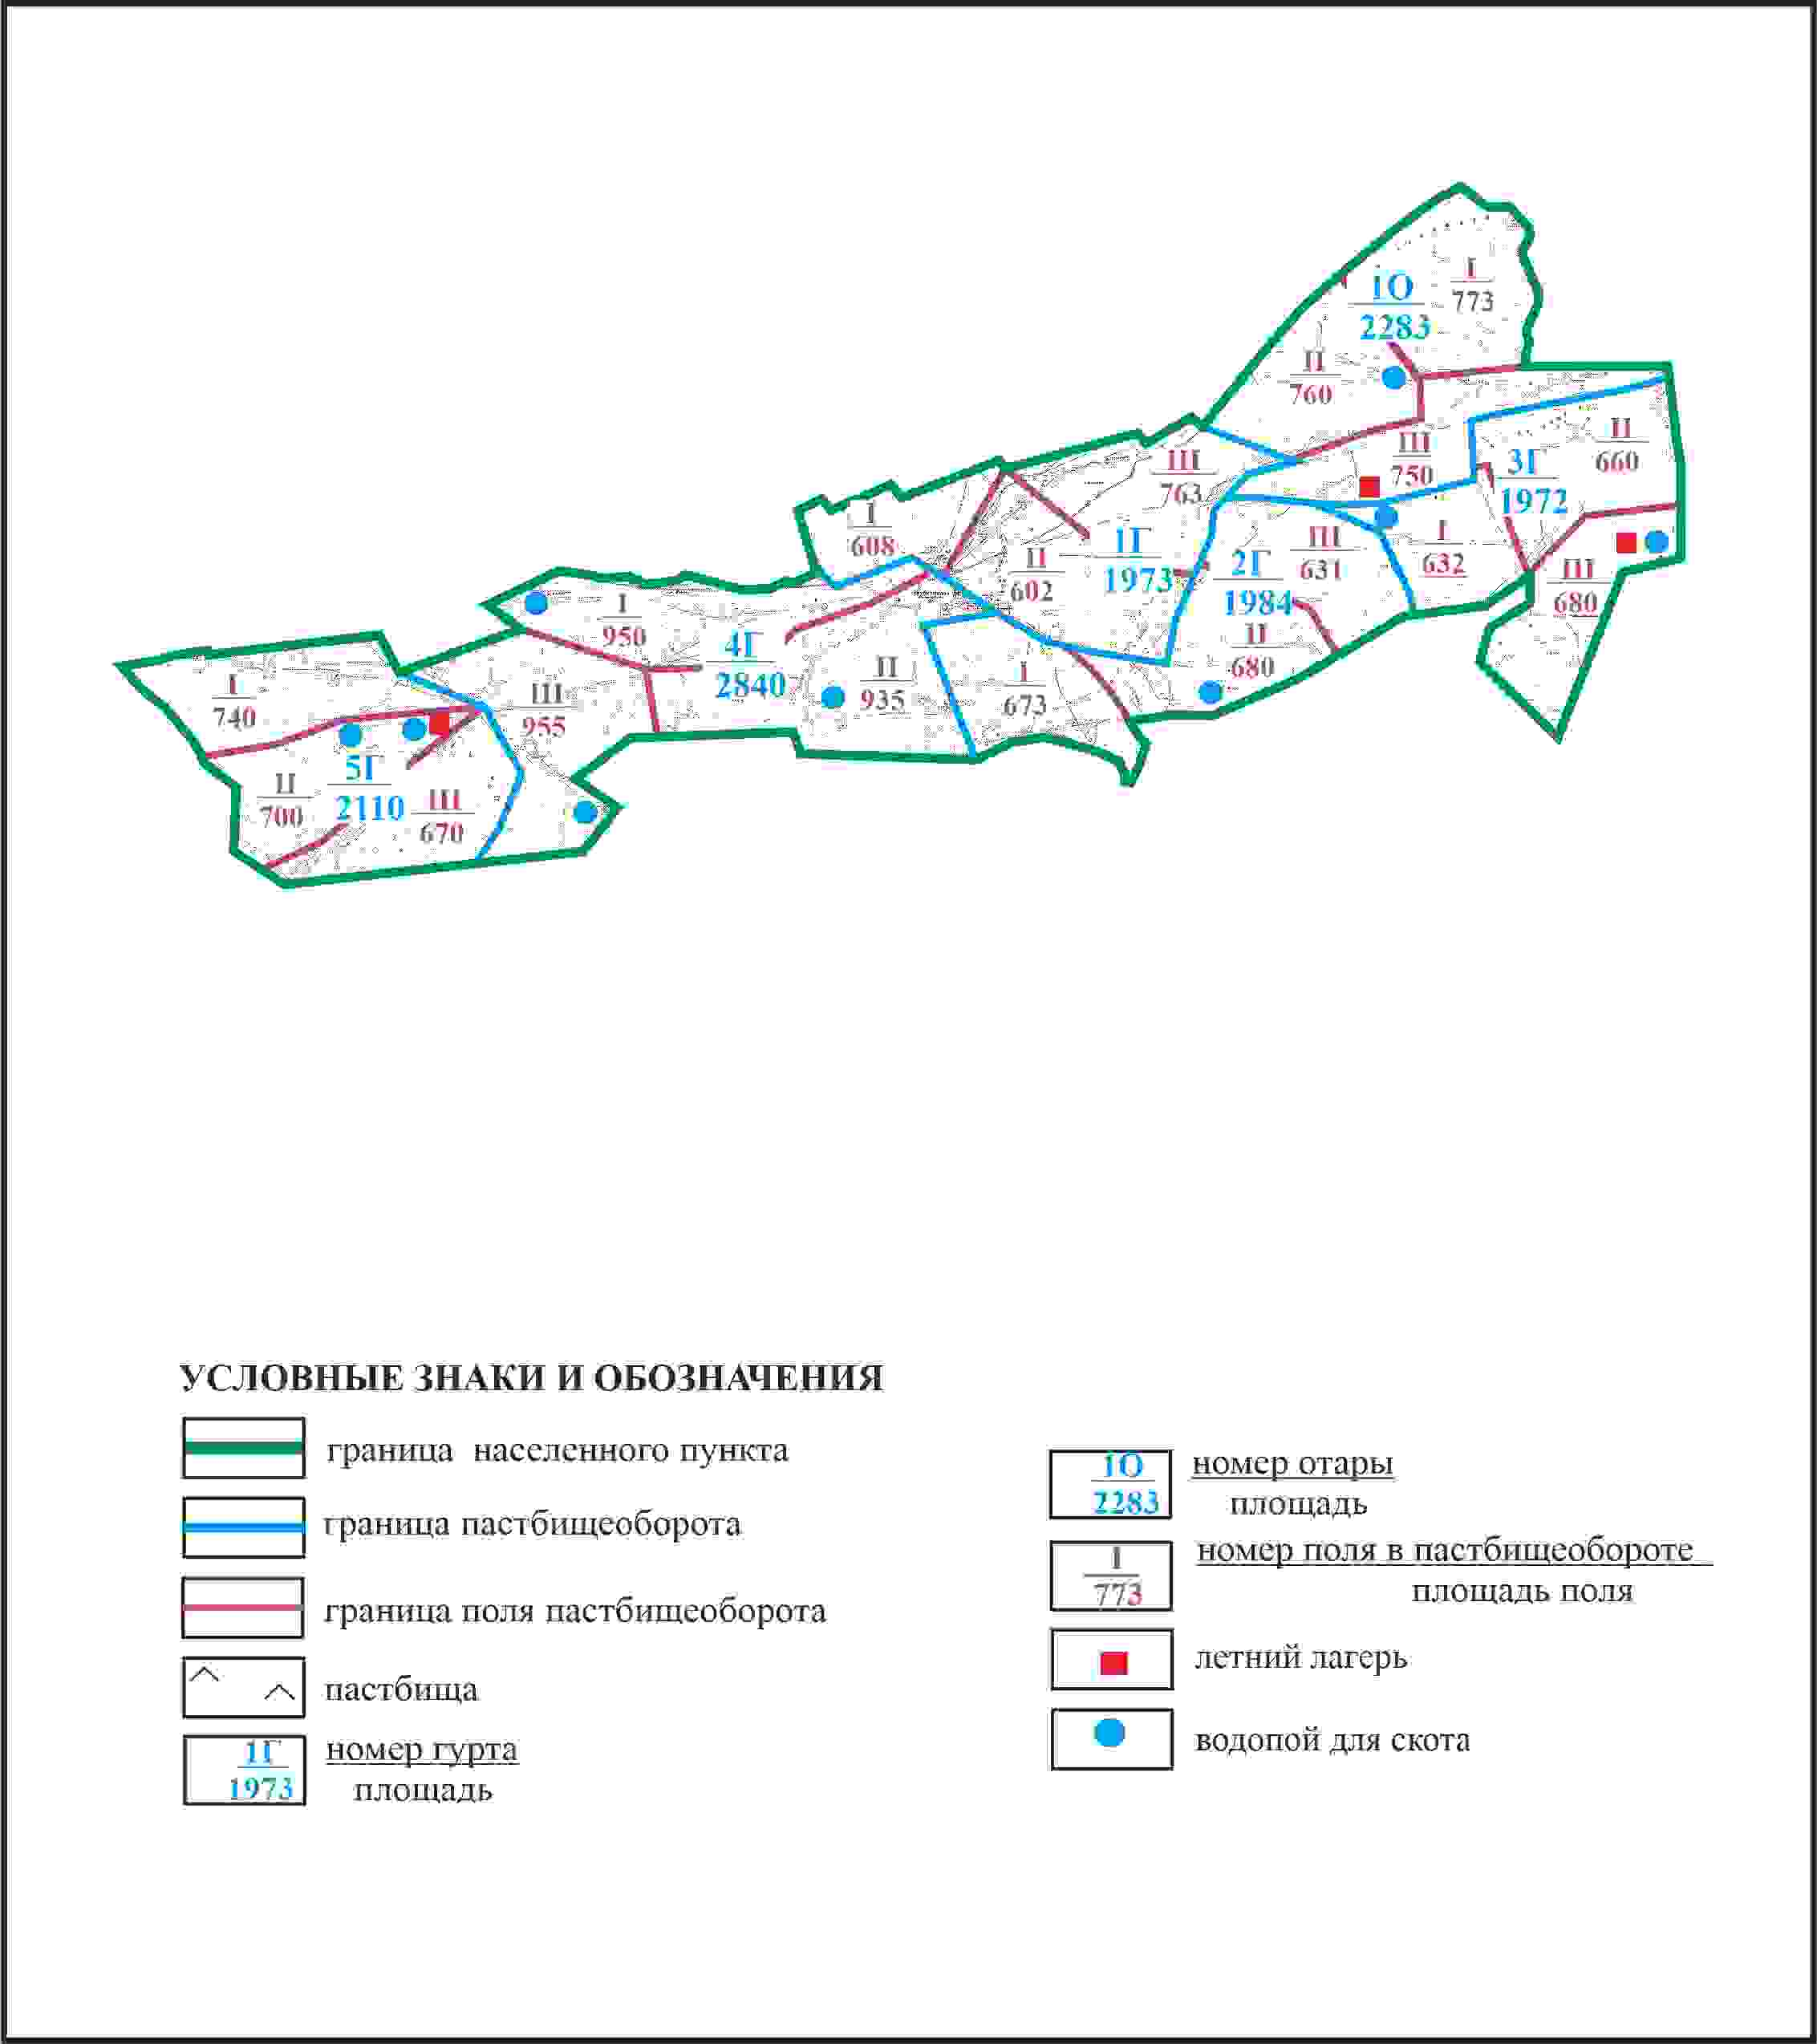 I
773
1О
2283
II
760
III
750
II
660
3Г
1972
III
763
I
608
II
602
1Г
1973
2Г
1984
III
631
I
632
III
680
II
680
I
950
4Г
2840
II
935
I
673
I
740
III
955
II
700
5Г
2110
III
670
УСЛОВНЫЕ ЗНАКИ И ОБОЗНАЧЕНИЯ
граница населенного пункта
граница пастбищеоборота
граница поля пастбищеоборота
пастбища
1Г
1973
номер гурта
площадь
1О
2283
номер отары
площадь
I
773
номер поля в пастбищеобороте
площадь поля
летний лагерь
водопой для скота